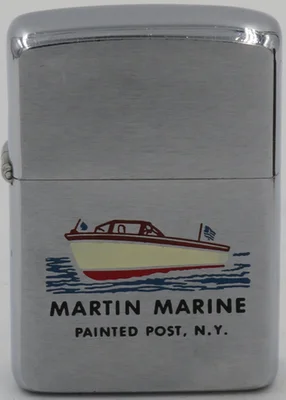 MARTIN MARINE
PAINTED POST, N.Y.